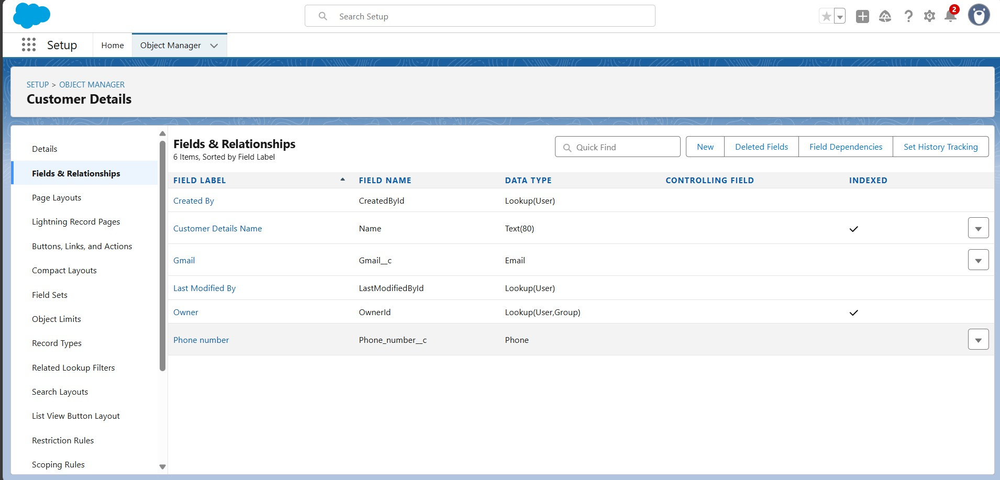 Search Setup
2
Setup
Home
Object Manager
SETUP > OBJECT MANAGER
Customer Details
Details
Fields & Relationships
Page Layouts
Lightning Record Pages
Buttons, Links, and Actions
Compact Layouts
Field Sets
Object Limits
Record Types
Related Lookup Filters
Search Layouts
List View Button Layout
Restriction Rules
Scoping Rules
Fields & Relationships
6 Items, Sorted by Field Label
Quick Find
New
Deleted Fields
Field Dependencies
Set History Tracking
FIELD LABEL FIELD NAME DATA TYPE CONTROLLING FIELD INDEXED
Created By CreatedById Lookup(User)
Customer Details Name Name Text(80)
Gmail Gmail__c Email
Last Modified By LastModifiedById Lookup(User)
Owner OwnerId Lookup(User,Group)
Phone number Phone_number__c Phone